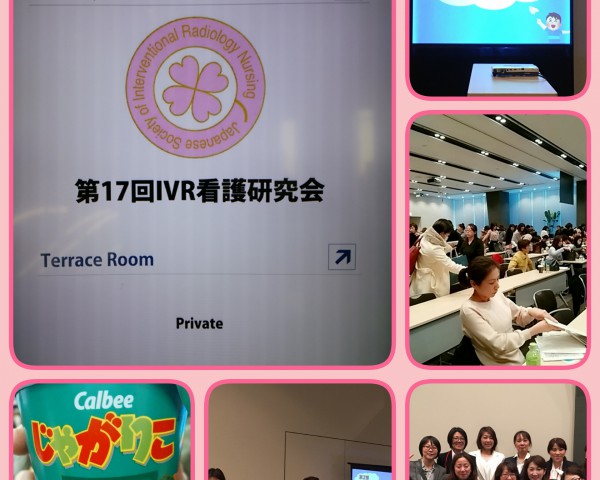 Japanese Society of Interventional Radiology Nursing
第17回IVR看護研究会
Terrace Room
Private
Calbee
じゃがりこ